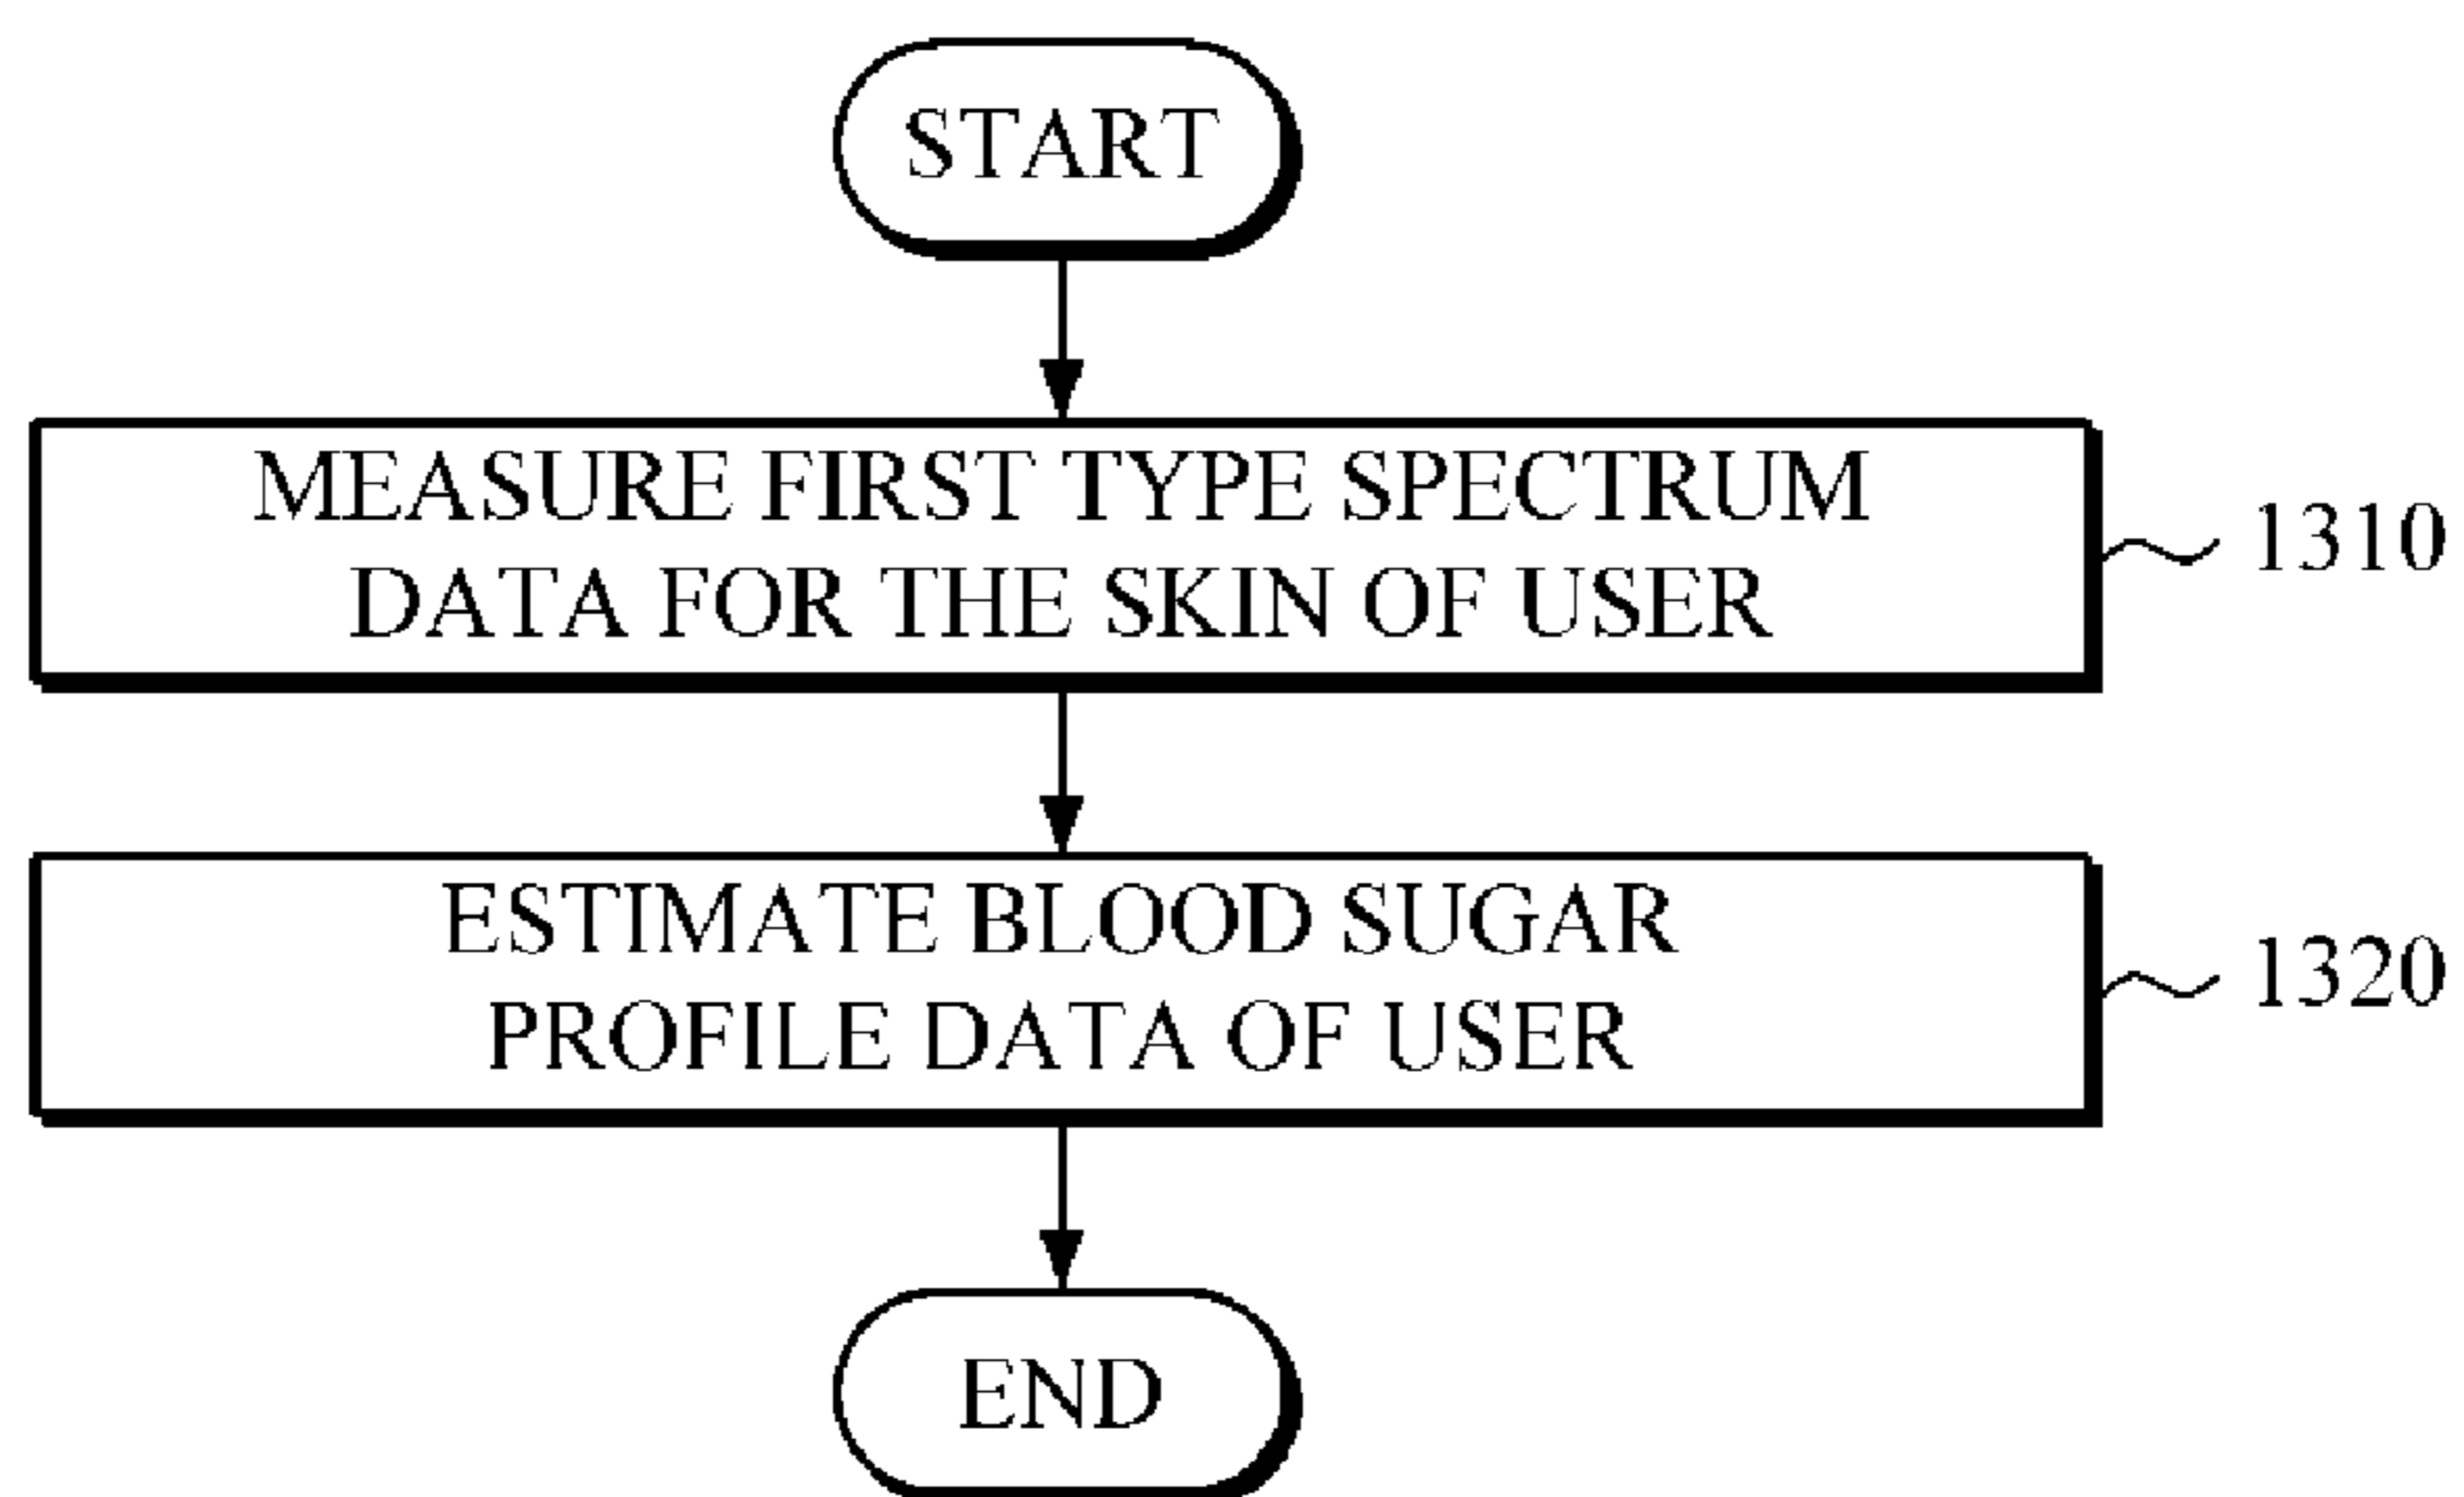 START
MEASURE FIRST TYPE SPECTRUM
DATA FOR THE SKIN OF USER
1310
ESTIMATE BLOOD SUGAR
PROFILE DATA OF USER
1320
END